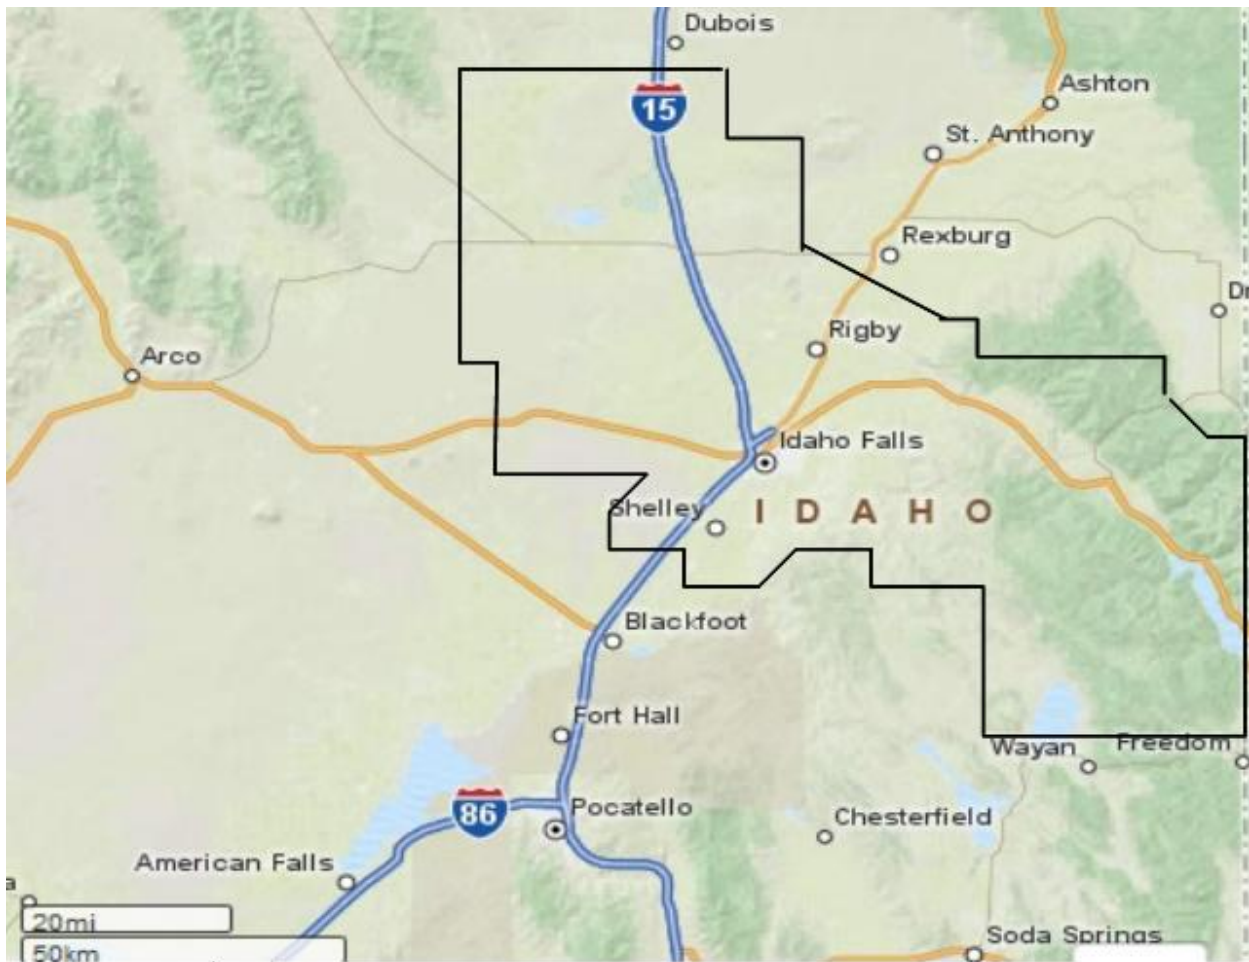 Dubois
Ashton
15
St. Anthony
Rexburg
Rigby
Arco
Idaho Falls
Shelley
IDAHO
Blackfoot
Fort Hall
Wayan
Freedom
86
Pocatello
Chesterfield
American Falls
20mi
50km
Soda Springs